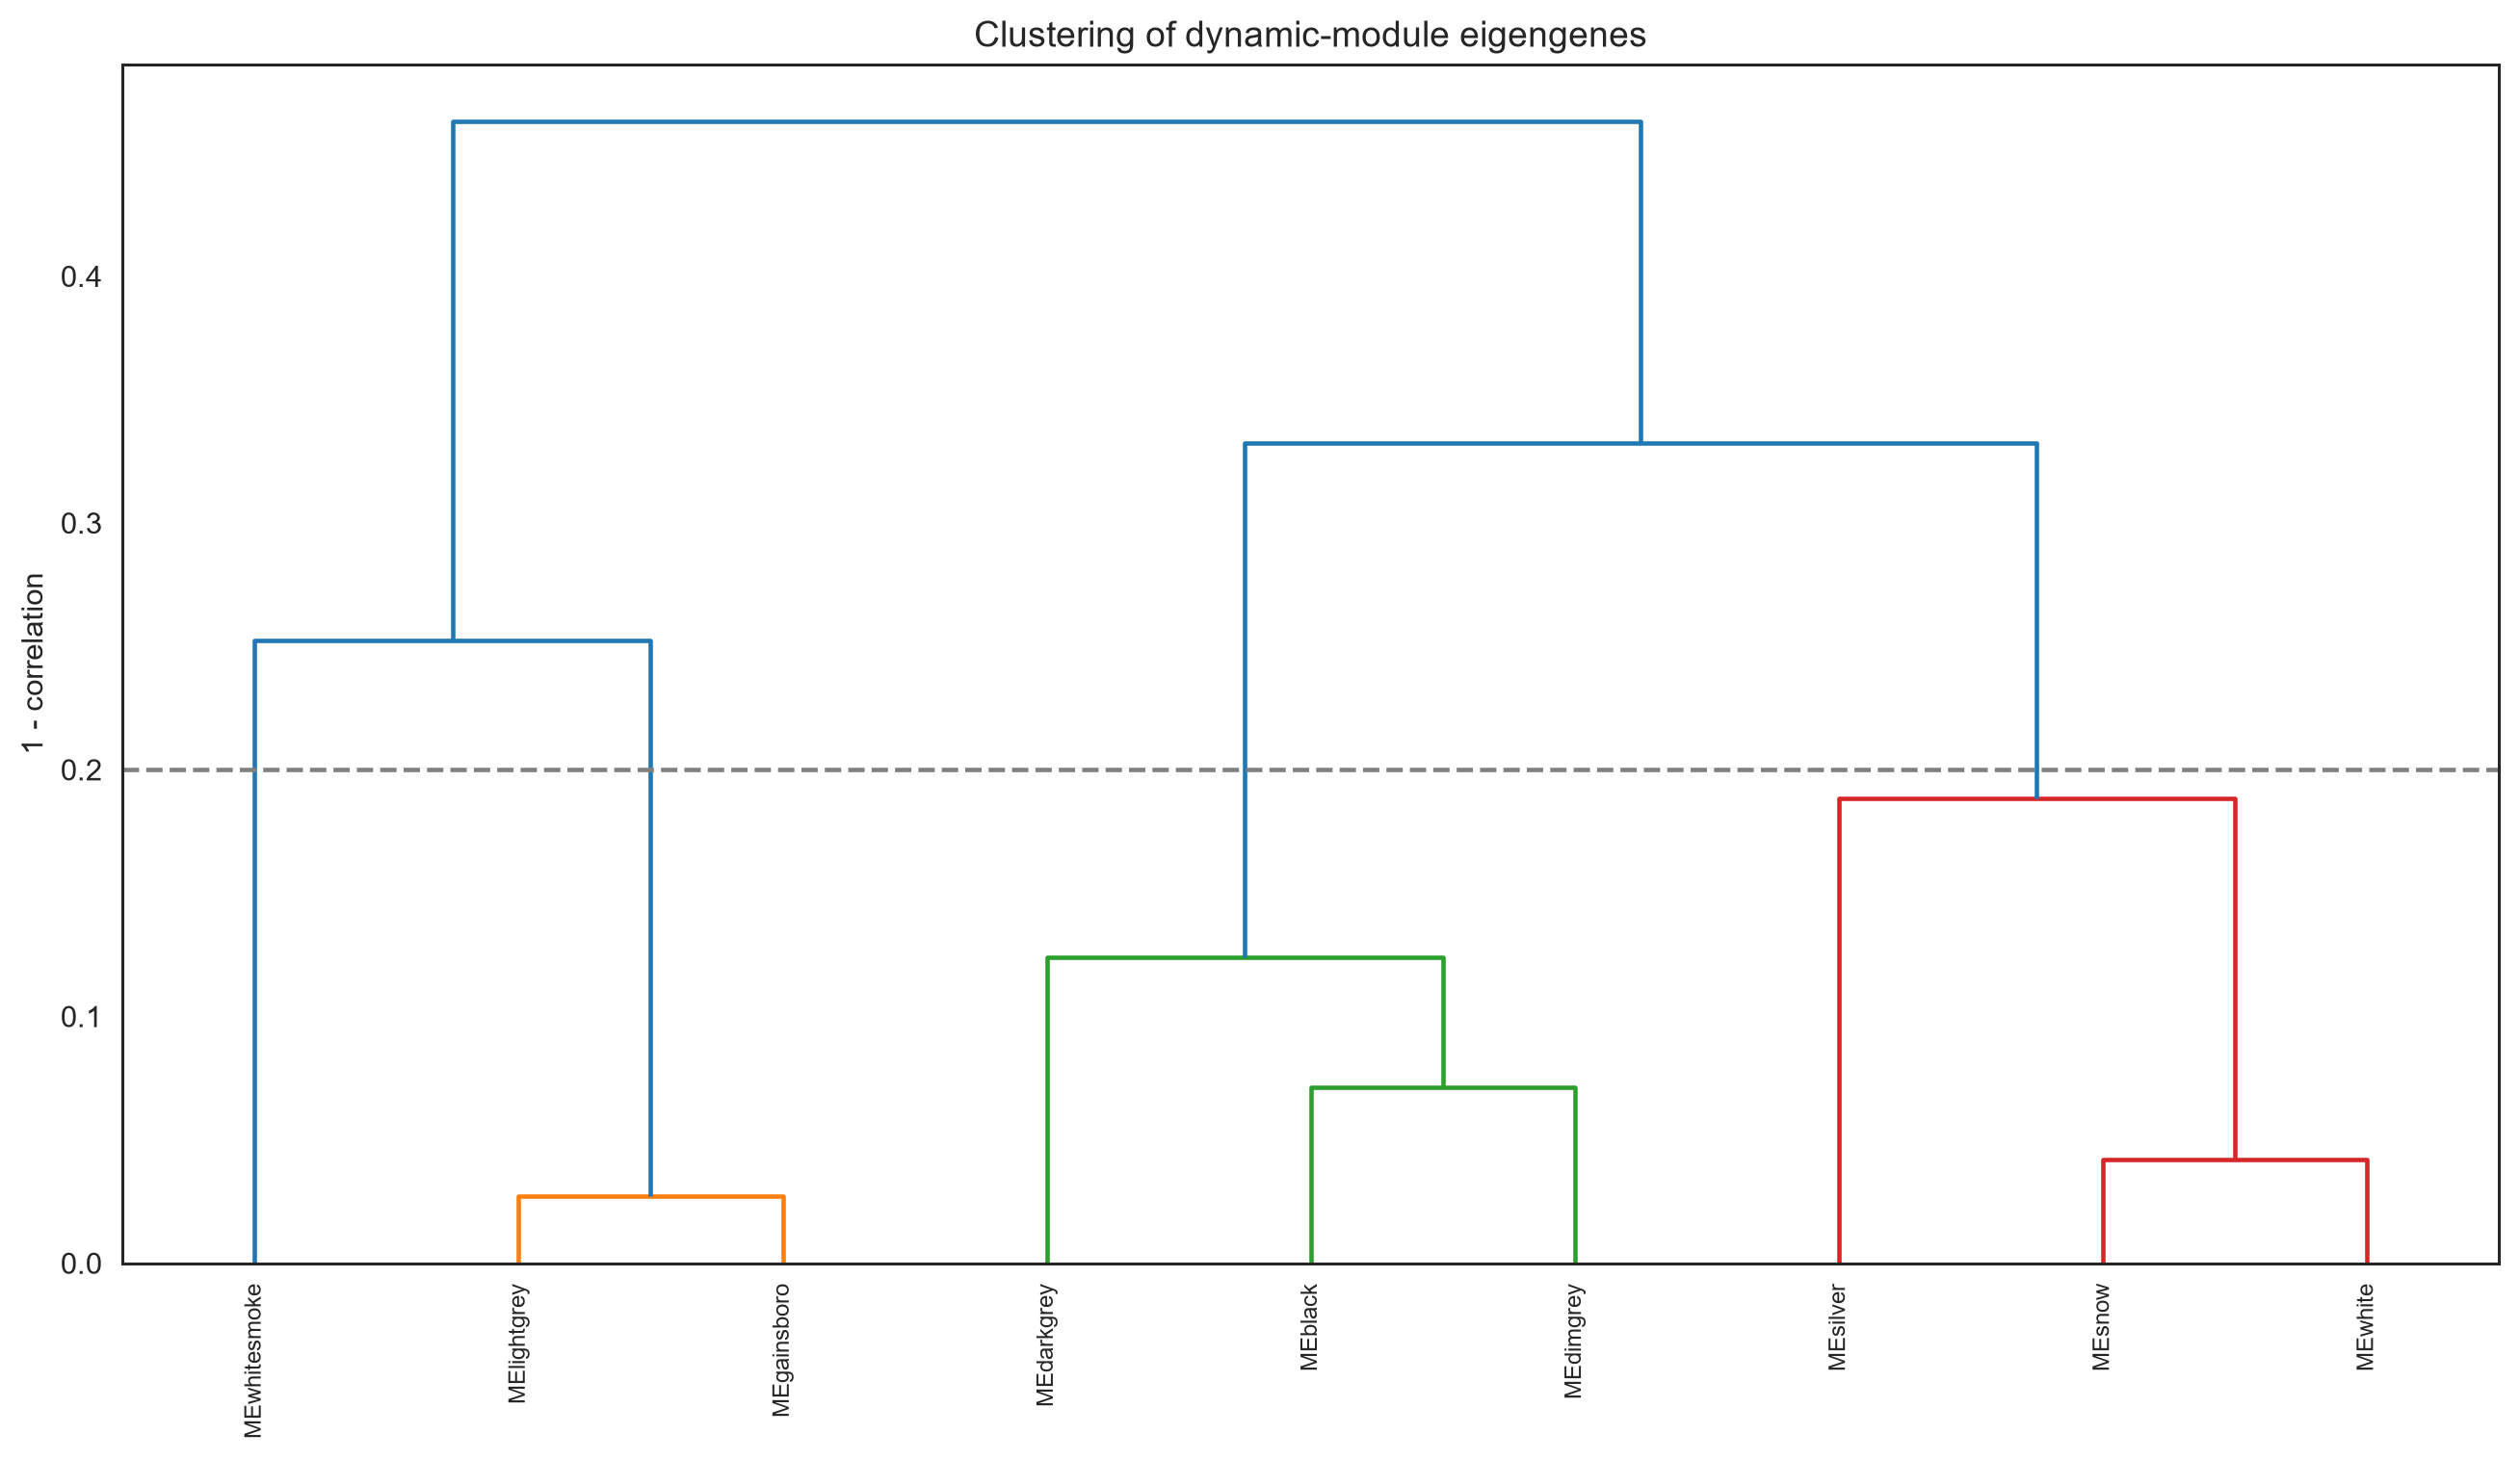 Clustering of dynamic-module eigengenes
1 - correlation
0.4
0.3
0.2
0.1
0.0
MEwhitesmoke
MElightgrey
MEgainsboro
MEdarkgrey
MEblack
MEdimgrey
MEsilver
MEsnow
MEwhite